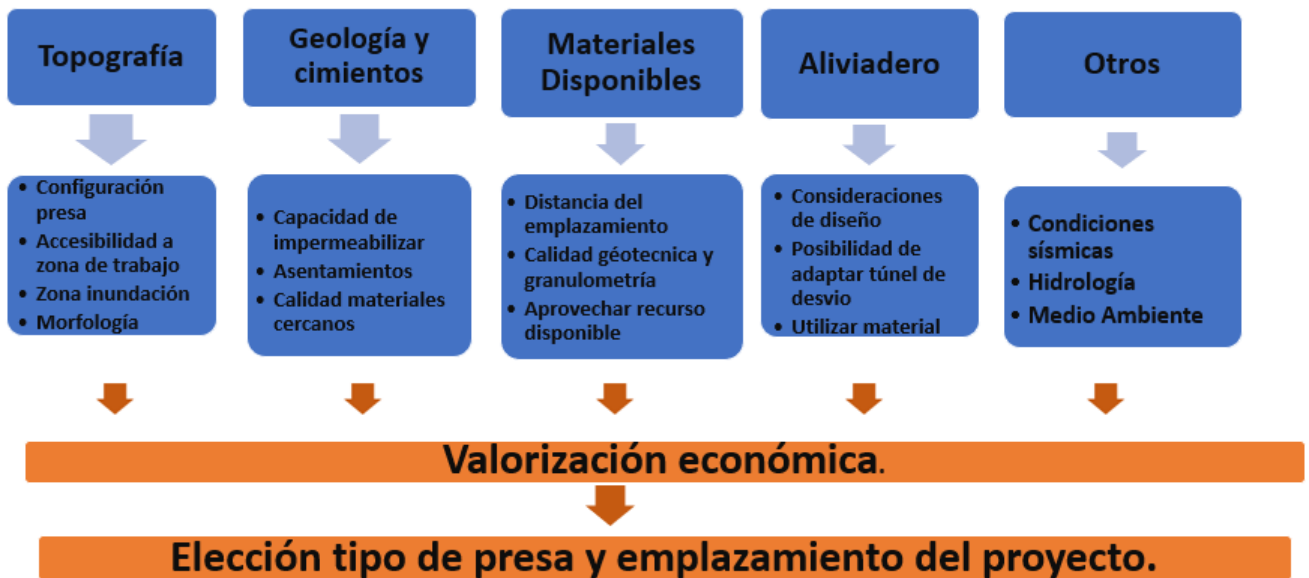 Topografía
Geología y
cimientos
Materiales
Disponibles
Aliviadero
Otros
• Configuración
presa
• Accesibilidad a
zona de trabajo
• Zona inundación
• Morfología
• Capacidad de
impermeabilizar
• Asentamientos
• Calidad materiales
cercanos
• Distancia del
emplazamiento
• Calidad géotecnica y
granulometría
• Aprovechar recurso
disponible
• Consideraciones
de diseño
• Posibilidad de
adaptar túnel de
desvio
• Utilizar material
• Condiciones
sísmicas
• Hidrología
• Medio Ambiente
Valorización económica.
Elección tipo de presa y emplazamiento del proyecto.